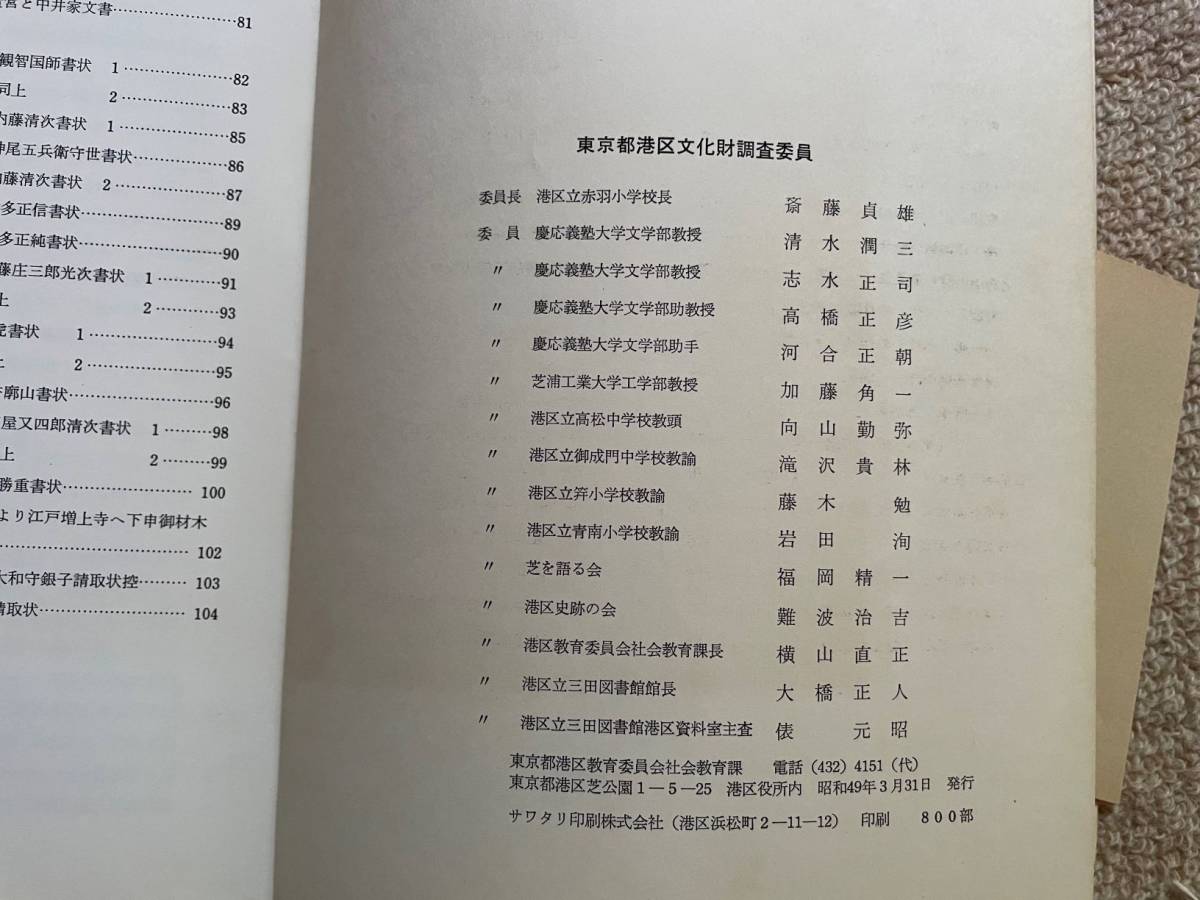 営と中井家文書……………………81
観智国師書状 1…………………82
同上 2…………………83
内藤清次書状 1…………………85
神尾五兵衛守世書状………………86
内藤清次書状 2…………………87
多正信書状………………………89
多正純書状………………………90
藤庄三郎光次書状 1……………91
上 2……………93
虎書状 1………………………94
上 2………………………95
廓山書状…………………………96
屋又四郎清次書状 1………98
上 2………99
勝重書状…………………… 100
より江戸増上寺へ下申御材木
……………………………… 102
大和守銀子請取状控……… 103
請取状……………………… 104
東京都港区文化財調査委員
委員長 港区立赤羽小学校長 斎藤貞雄
委員 慶応義塾大学文学部教授 清水潤三
〃 慶応義塾大学文学部教授 志水正司
〃 慶応義塾大学文学部助教授 高橋正彦
〃 慶応義塾大学文学部助手 河合正朝
〃 芝浦工業大学工学部教授 加藤角一
〃 港区立高松中学校教頭 向山勤弥
〃 港区立御成門中学校教諭 滝沢貴林
〃 港区立笄小学校教諭 藤木勉
〃 港区立青南小学校教諭 岩田洵
〃 芝を語る会 福岡精一
〃 港区史跡の会 難波治吉
〃 港区教育委員会社会教育課長 横山直正
〃 港区立三田図書館館長 大橋正人
〃 港区立三田図書館港区資料室主査 俵元昭
東京都港区教育委員会社会教育課 電話(432)4151(代)
東京都港区芝公園1―5―25 港区役所内 昭和49年3月31日 発行
サワタリ印刷株式会社(港区浜松町2―11―12) 印刷 800部